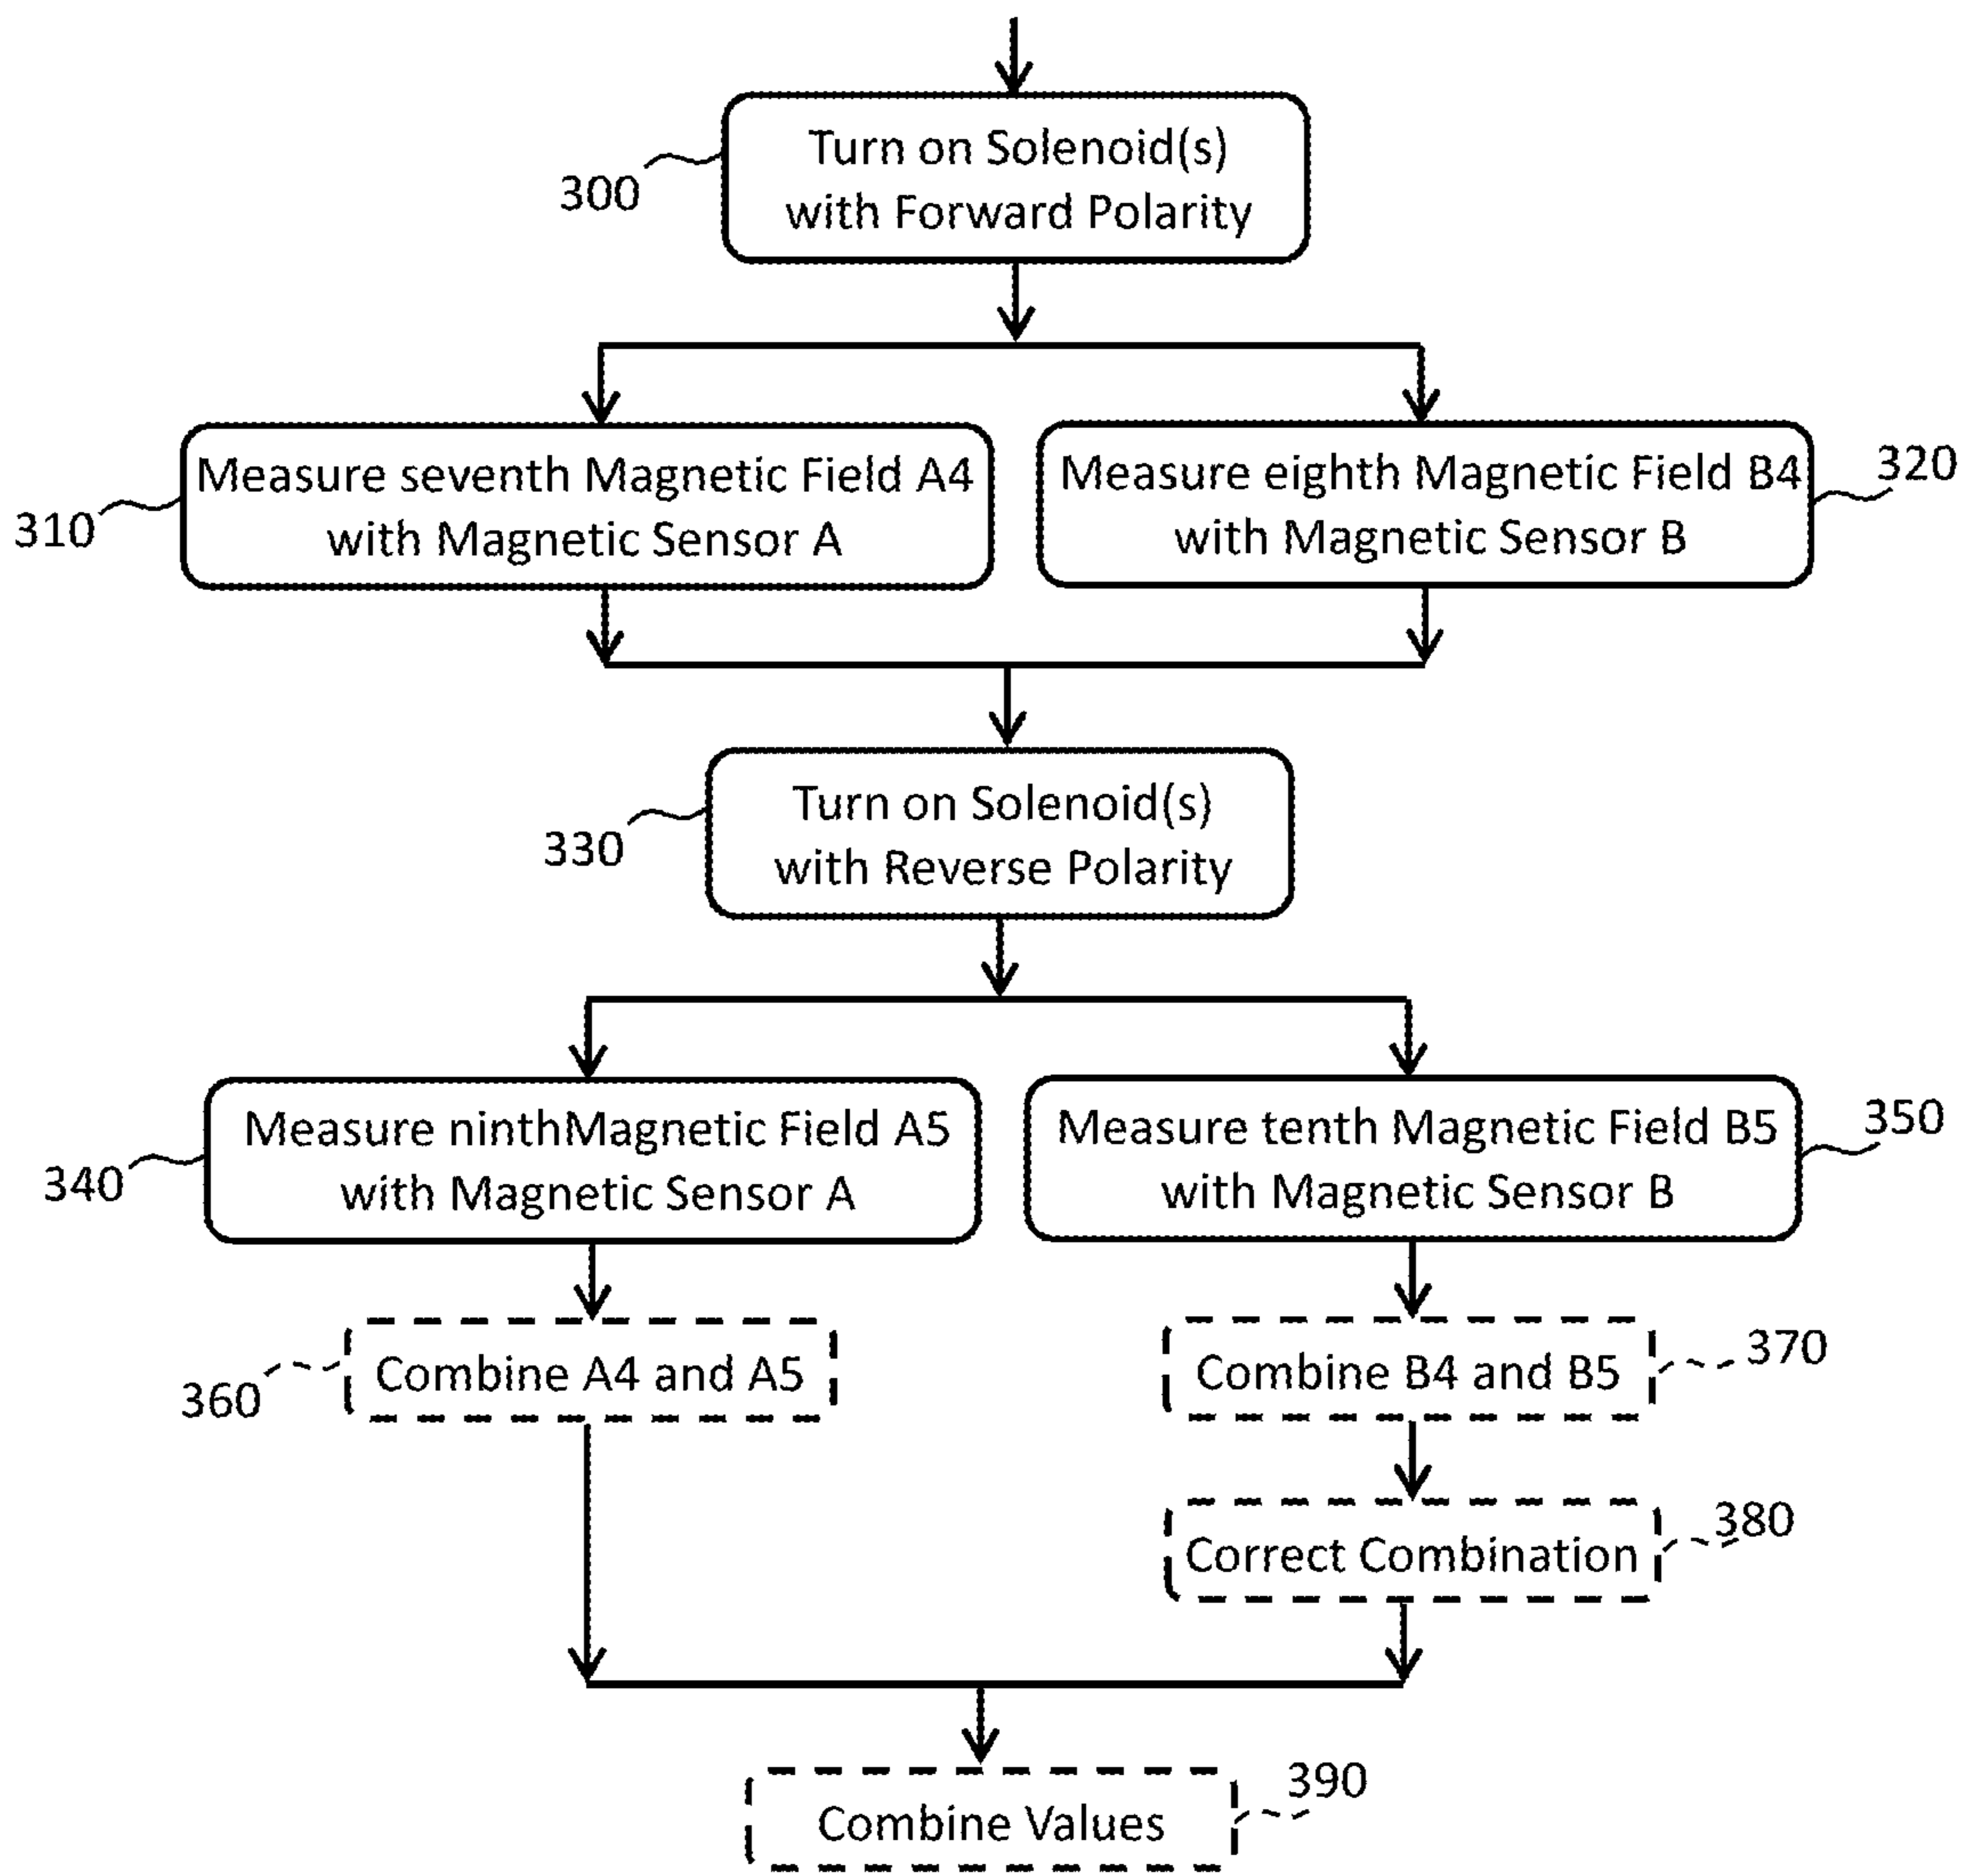 Turn on Solenoid(s)
with Forward Polarity
300
Measure seventh Magnetic Field A4
with Magnetic Sensor A
310
Measure eighth Magnetic Field B4
with Magnetic Sensor B
320
Turn on Solenoid(s)
with Reverse Polarity
330
Measure ninthMagnetic Field A5
with Magnetic Sensor A
340
Measure tenth Magnetic Field B5
with Magnetic Sensor B
350
Combine A4 and A5
360
Combine B4 and B5
370
Correct Combination
380
Combine Values
390